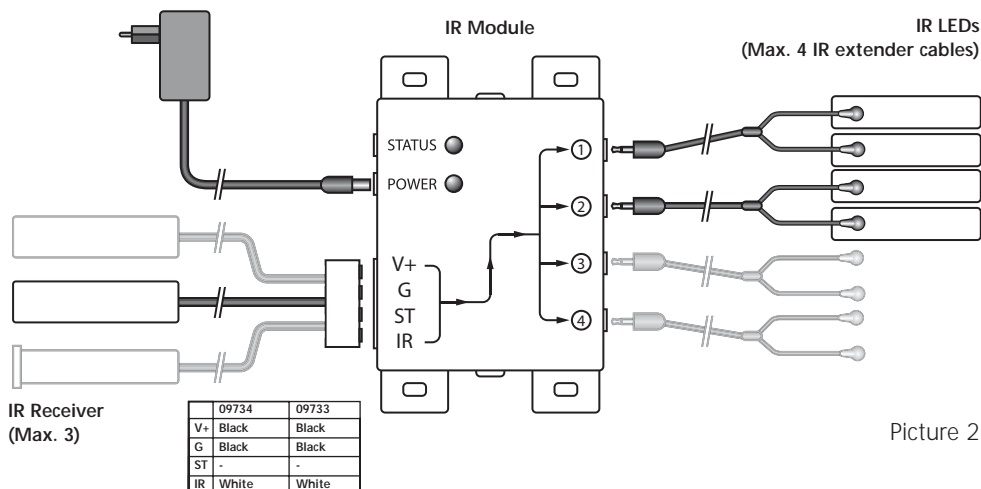 IR Module
IR LEDs
(Max. 4 IR extender cables)
STATUS
POWER
1
2
3
4
V+
G
ST
IR
IR Receiver
(Max. 3)
09734 09733
V+ Black Black
G Black Black
ST - -
IR White White
Picture 2